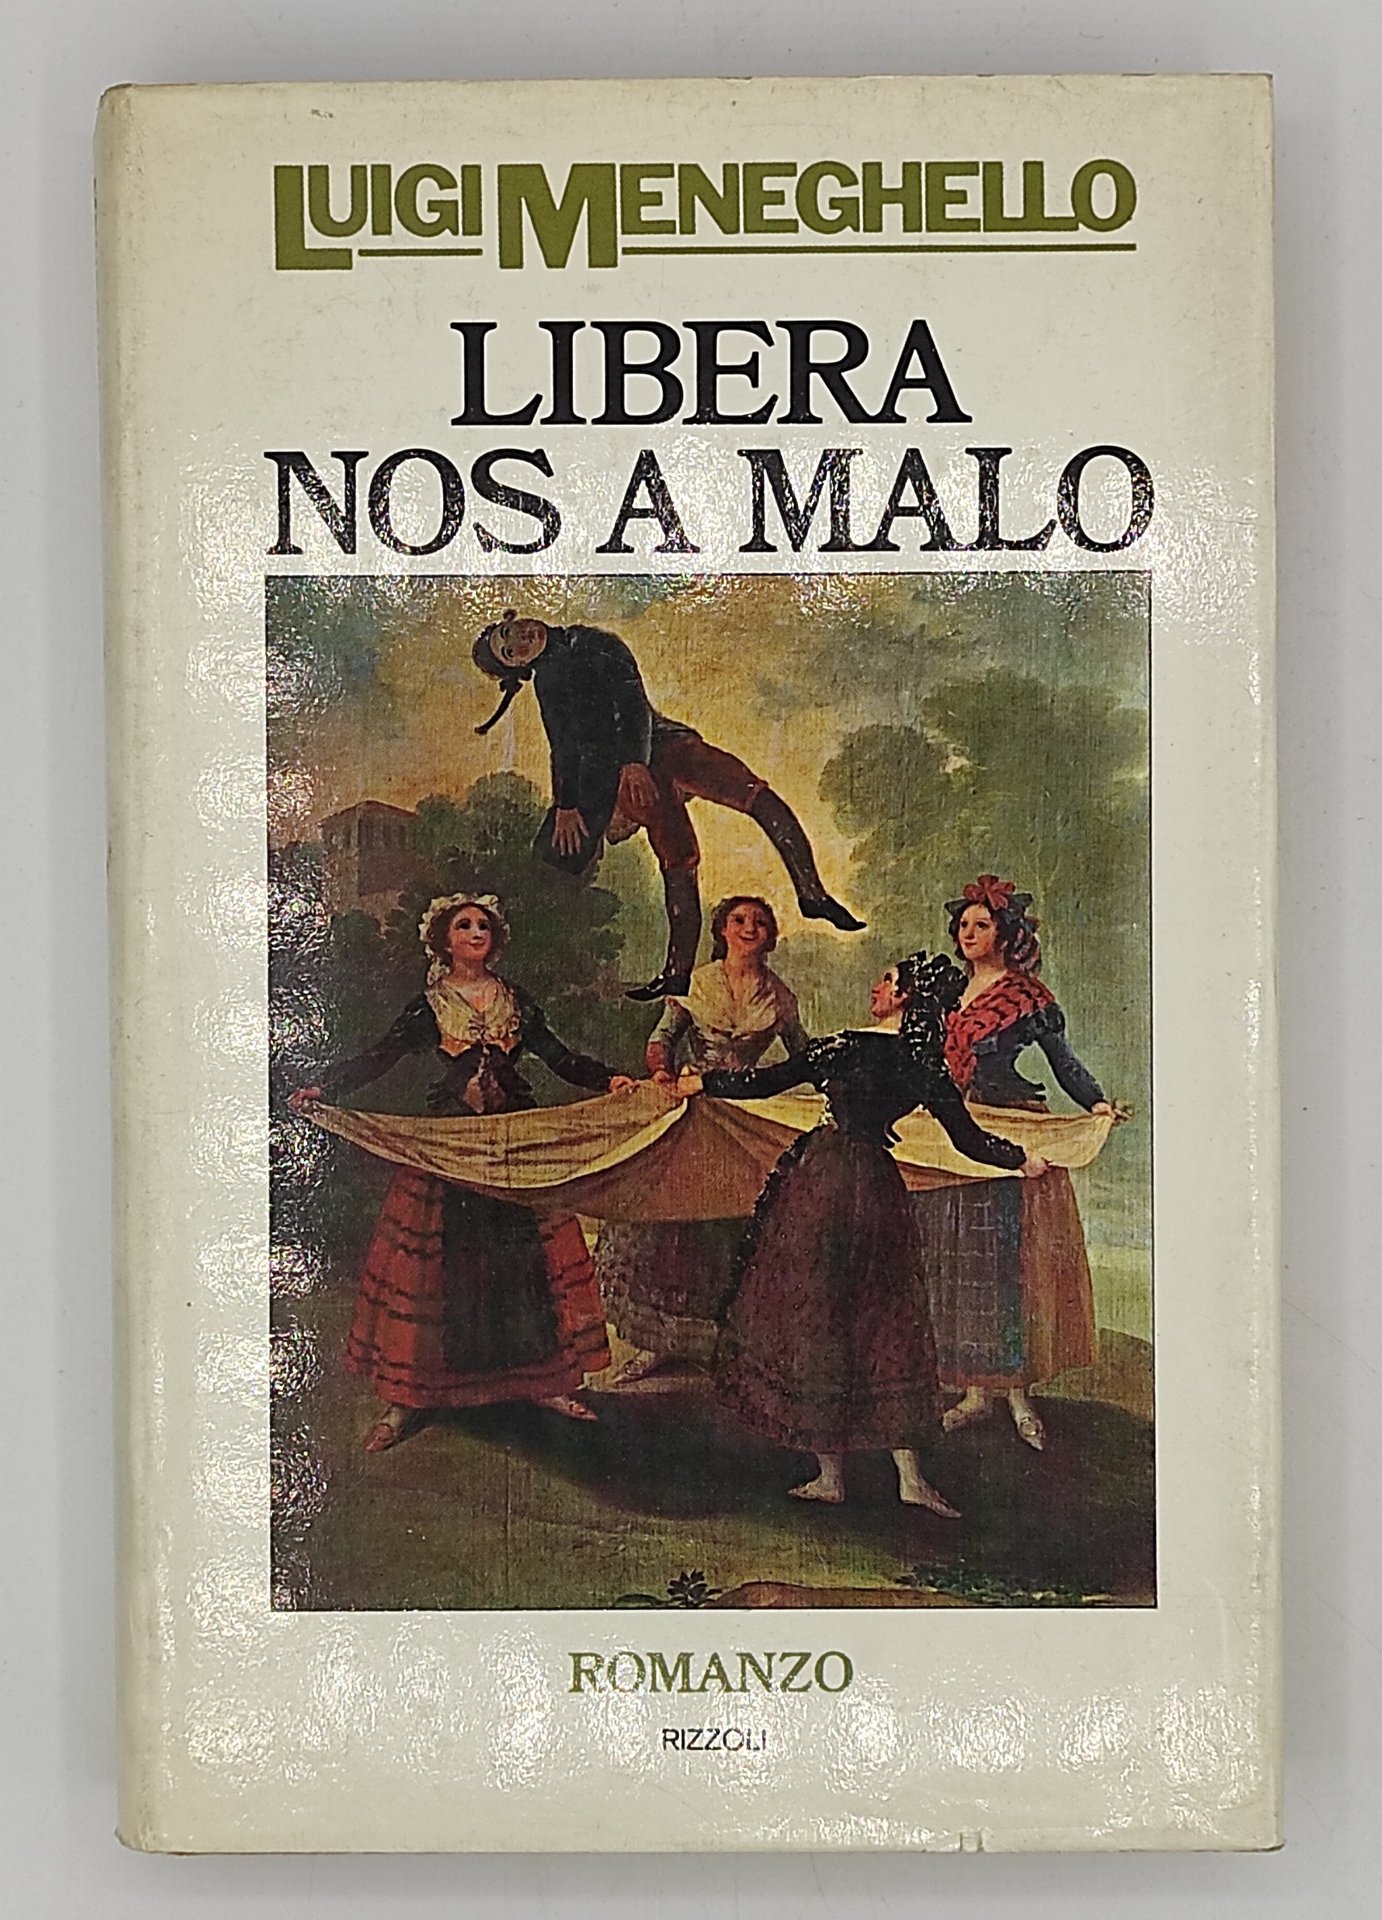 LUIGI MENEGHELLO
LIBERA
NOS A MALO
ROMANZO
RIZZOLI